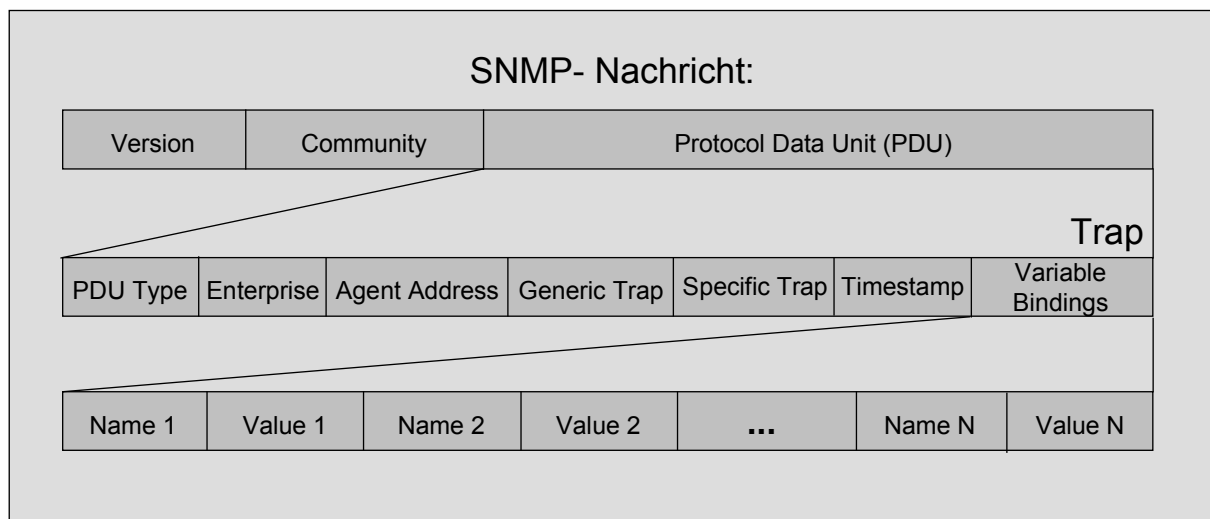 SNMP- Nachricht:
Version Community Protocol Data Unit (PDU)
Trap
PDU Type Enterprise Agent Address Generic Trap Specific Trap Timestamp Variable Bindings
Name 1 Value 1 Name 2 Value 2 ... Name N Value N